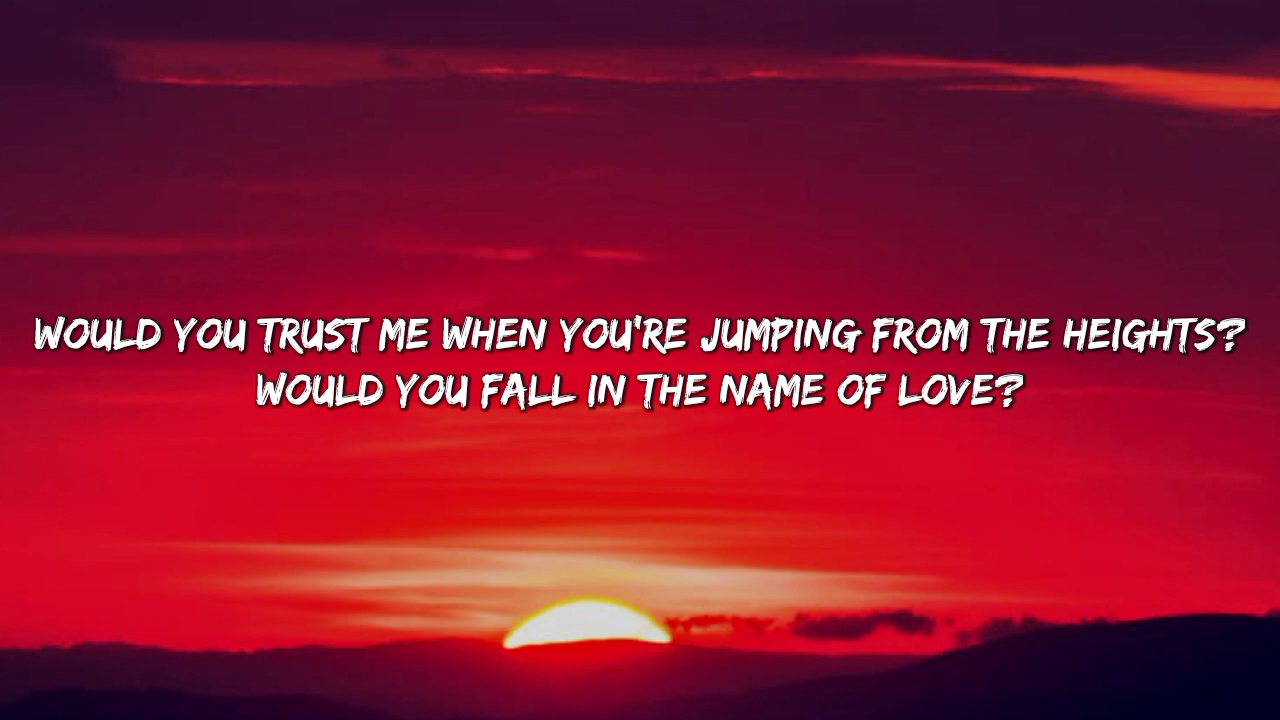 WOULD YOU TRUST ME WHEN YOU'RE JUMPING FROM THE HEIGHTS?
WOULD YOU FALL IN THE NAME OF LOVE?